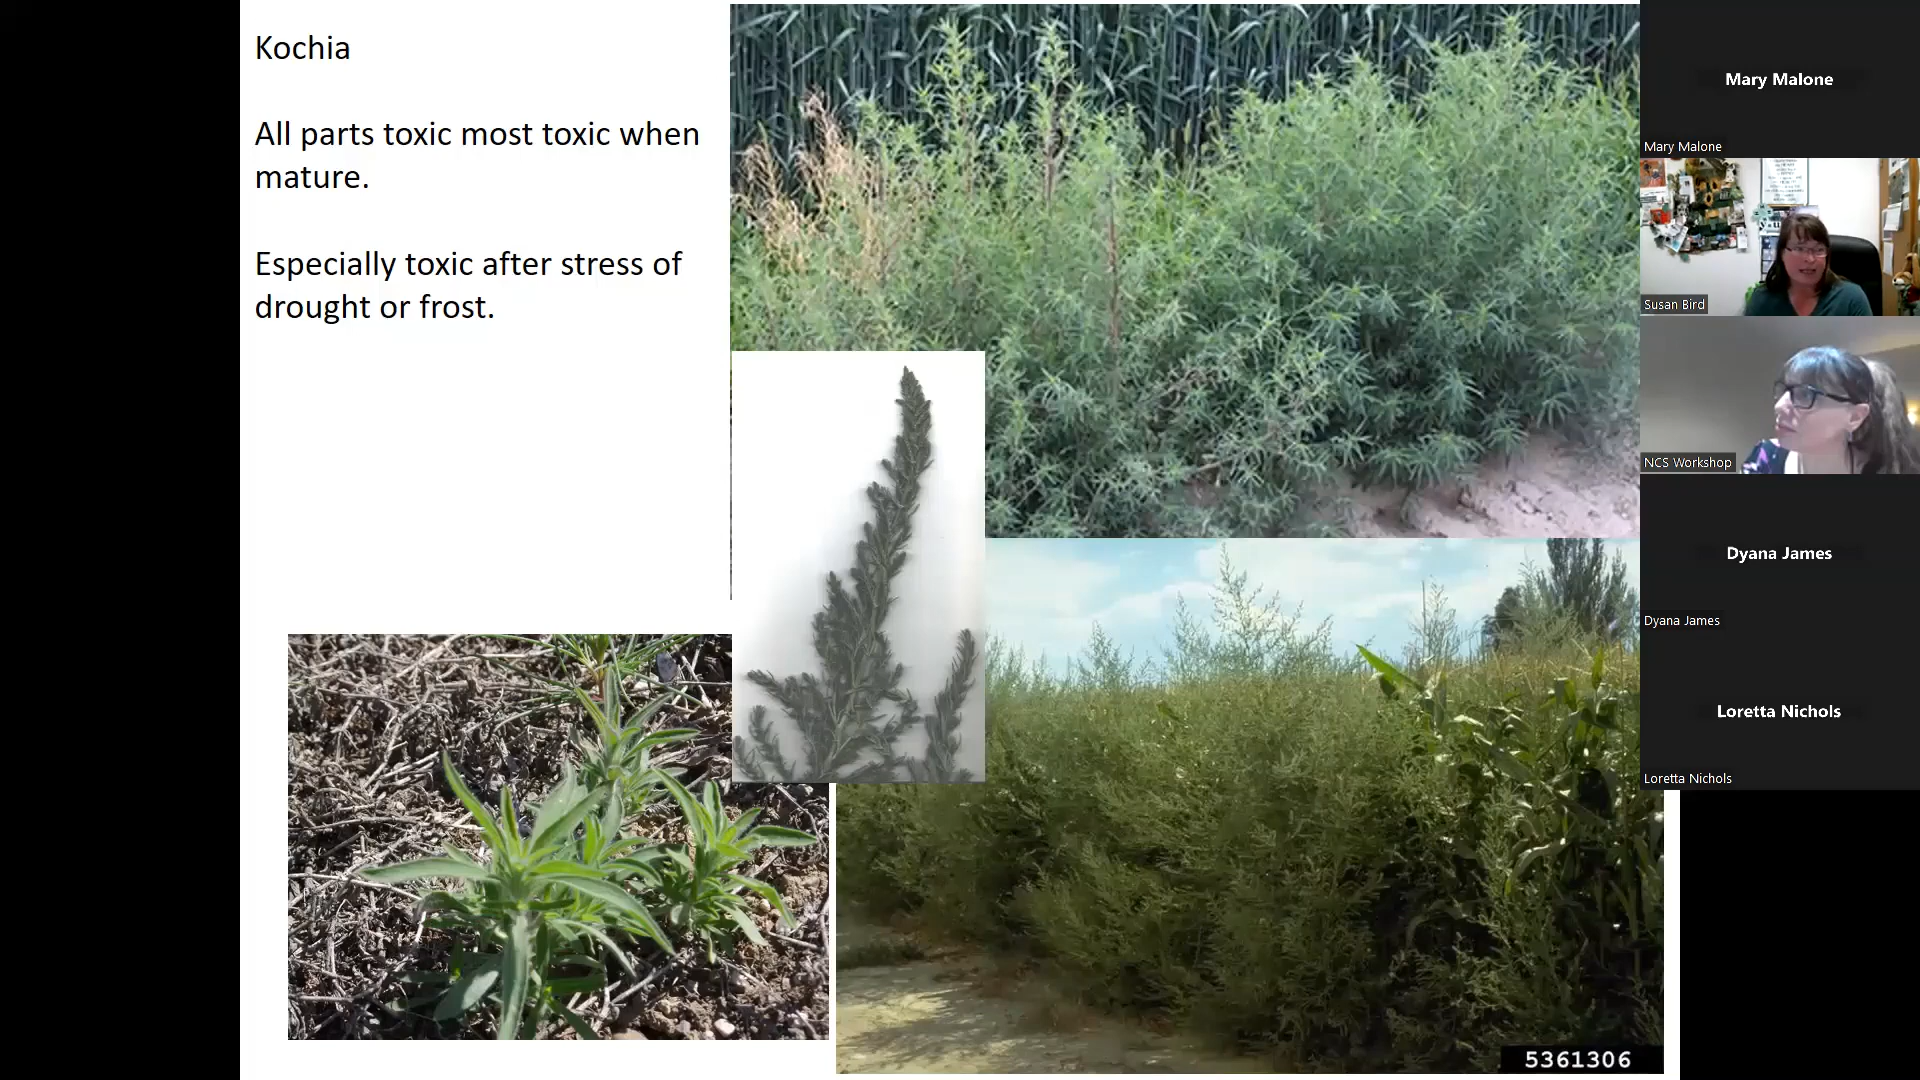 Kochia
All parts toxic most toxic when
mature.
Especially toxic after stress of
drought or frost.
5361306
Mary Malone
Mary Malone
Susan Bird
NCS Workshop
Dyana James
Dyana James
Loretta Nichols
Loretta Nichols